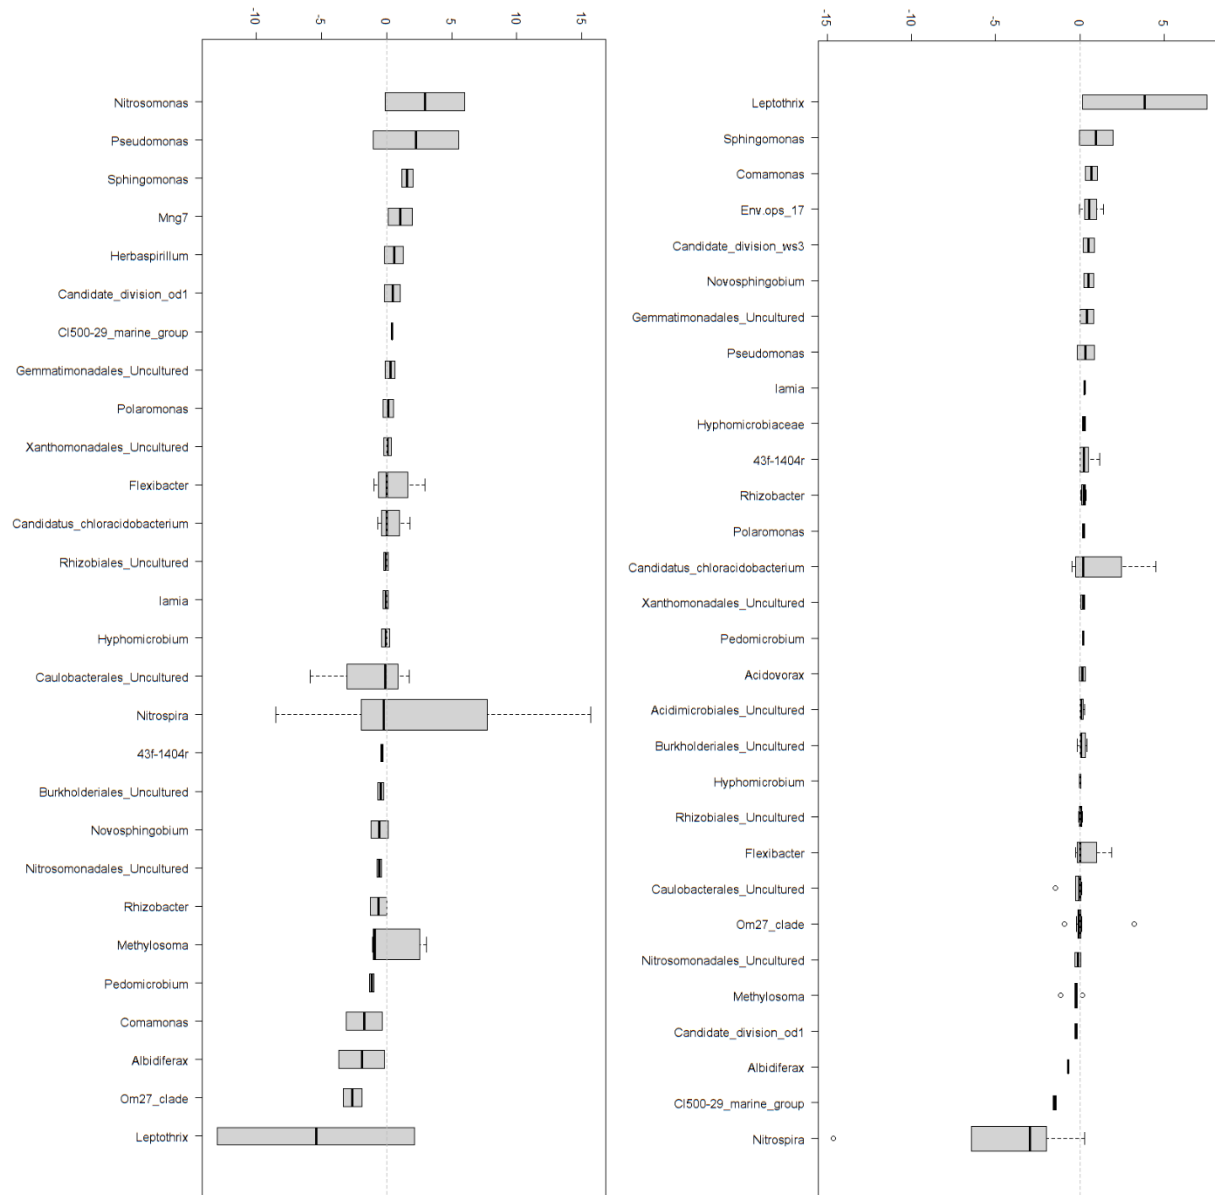 -10 -5 0 5 10 15
Nitrosomonas
Pseudomonas
Sphingomonas
Mng7
Herbaspirillum
Candidate_division_od1
Cl500-29_marine_group
Gemmatimonadales_Uncultured
Polaromonas
Xanthomonadales_Uncultured
Flexibacter
Candidatus_chloracidobacterium
Rhizobiales_Uncultured
Iamia
Hyphomicrobium
Caulobacterales_Uncultured
Nitrospira
43f-1404r
Burkholderiales_Uncultured
Novosphingobium
Nitrosomonadales_Uncultured
Rhizobacter
Methylosoma
Pedomicrobium
Comamonas
Albidiferax
Om27_clade
Leptothrix
-15 -10 -5 0 5
Leptothrix
Sphingomonas
Comamonas
Env.ops_17
Candidate_division_ws3
Novosphingobium
Gemmatimonadales_Uncultured
Pseudomonas
Iamia
Hyphomicrobiaceae
43f-1404r
Rhizobacter
Polaromonas
Candidatus_chloracidobacterium
Xanthomonadales_Uncultured
Pedomicrobium
Acidovorax
Acidimicrobiales_Uncultured
Burkholderiales_Uncultured
Hyphomicrobium
Rhizobiales_Uncultured
Flexibacter
Caulobacterales_Uncultured
Om27_clade
Nitrosomonadales_Uncultured
Methylosoma
Candidate_division_od1
Albidiferax
Cl500-29_marine_group
Nitrospira